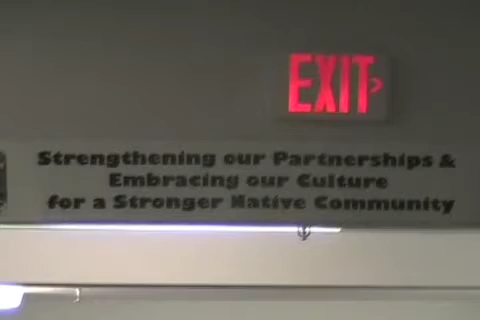 EXIT>
Strengthening our Partnerships &
Embracing our Culture
for a Stronger Native Community